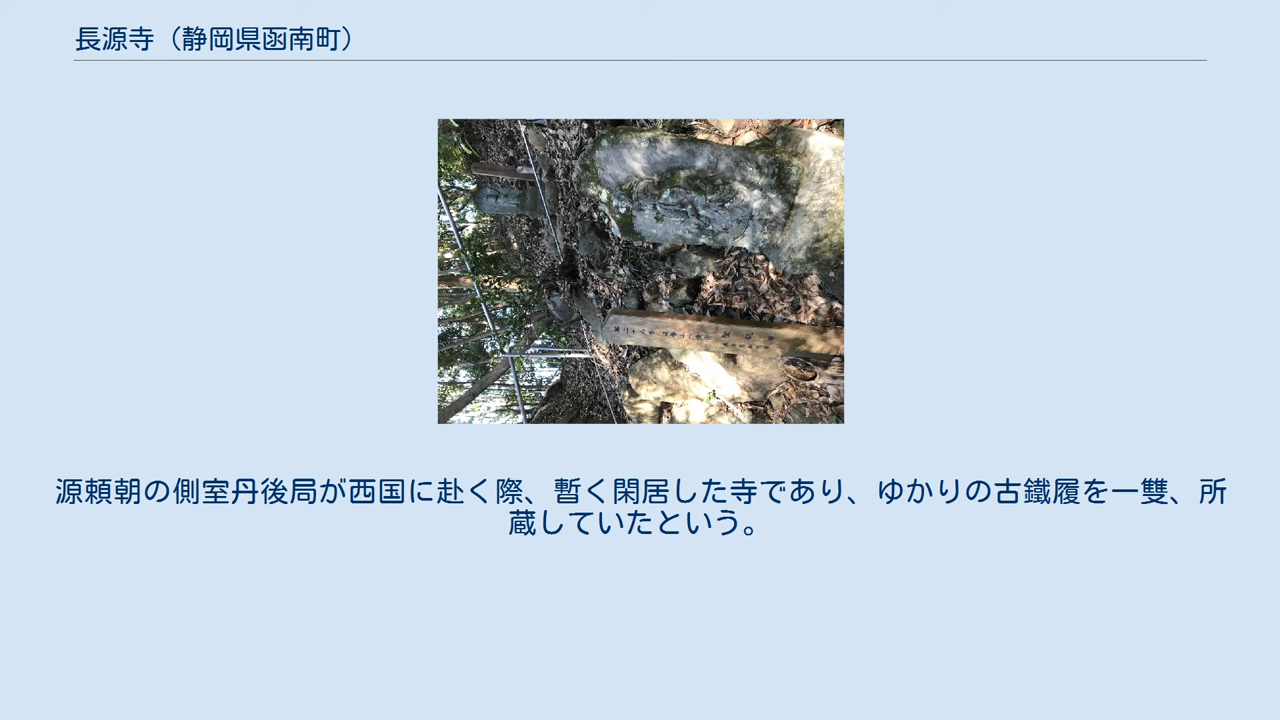 長源寺（静岡県函南町）
源頼朝の側室丹後局が西国に赴く際、暫く閑居した寺であり、ゆかりの古鐵履を一雙、所
蔵していたという。